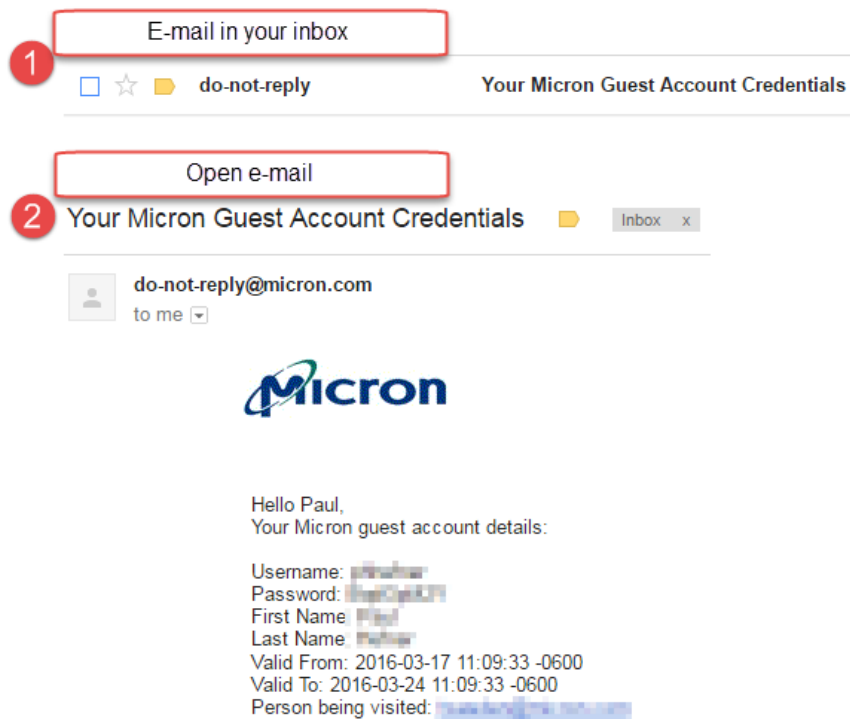 E-mail in your inbox
1
do-not-reply Your Micron Guest Account Credentials
Open e-mail
2
Your Micron Guest Account Credentials Inbox x
do-not-reply@micron.com
to me
Micron
Hello Paul,
Your Micron guest account details:
Username:
Password:
First Name:
Last Name:
Valid From: 2016-03-17 11:09:33 -0600
Valid To: 2016-03-24 11:09:33 -0600
Person being visited: